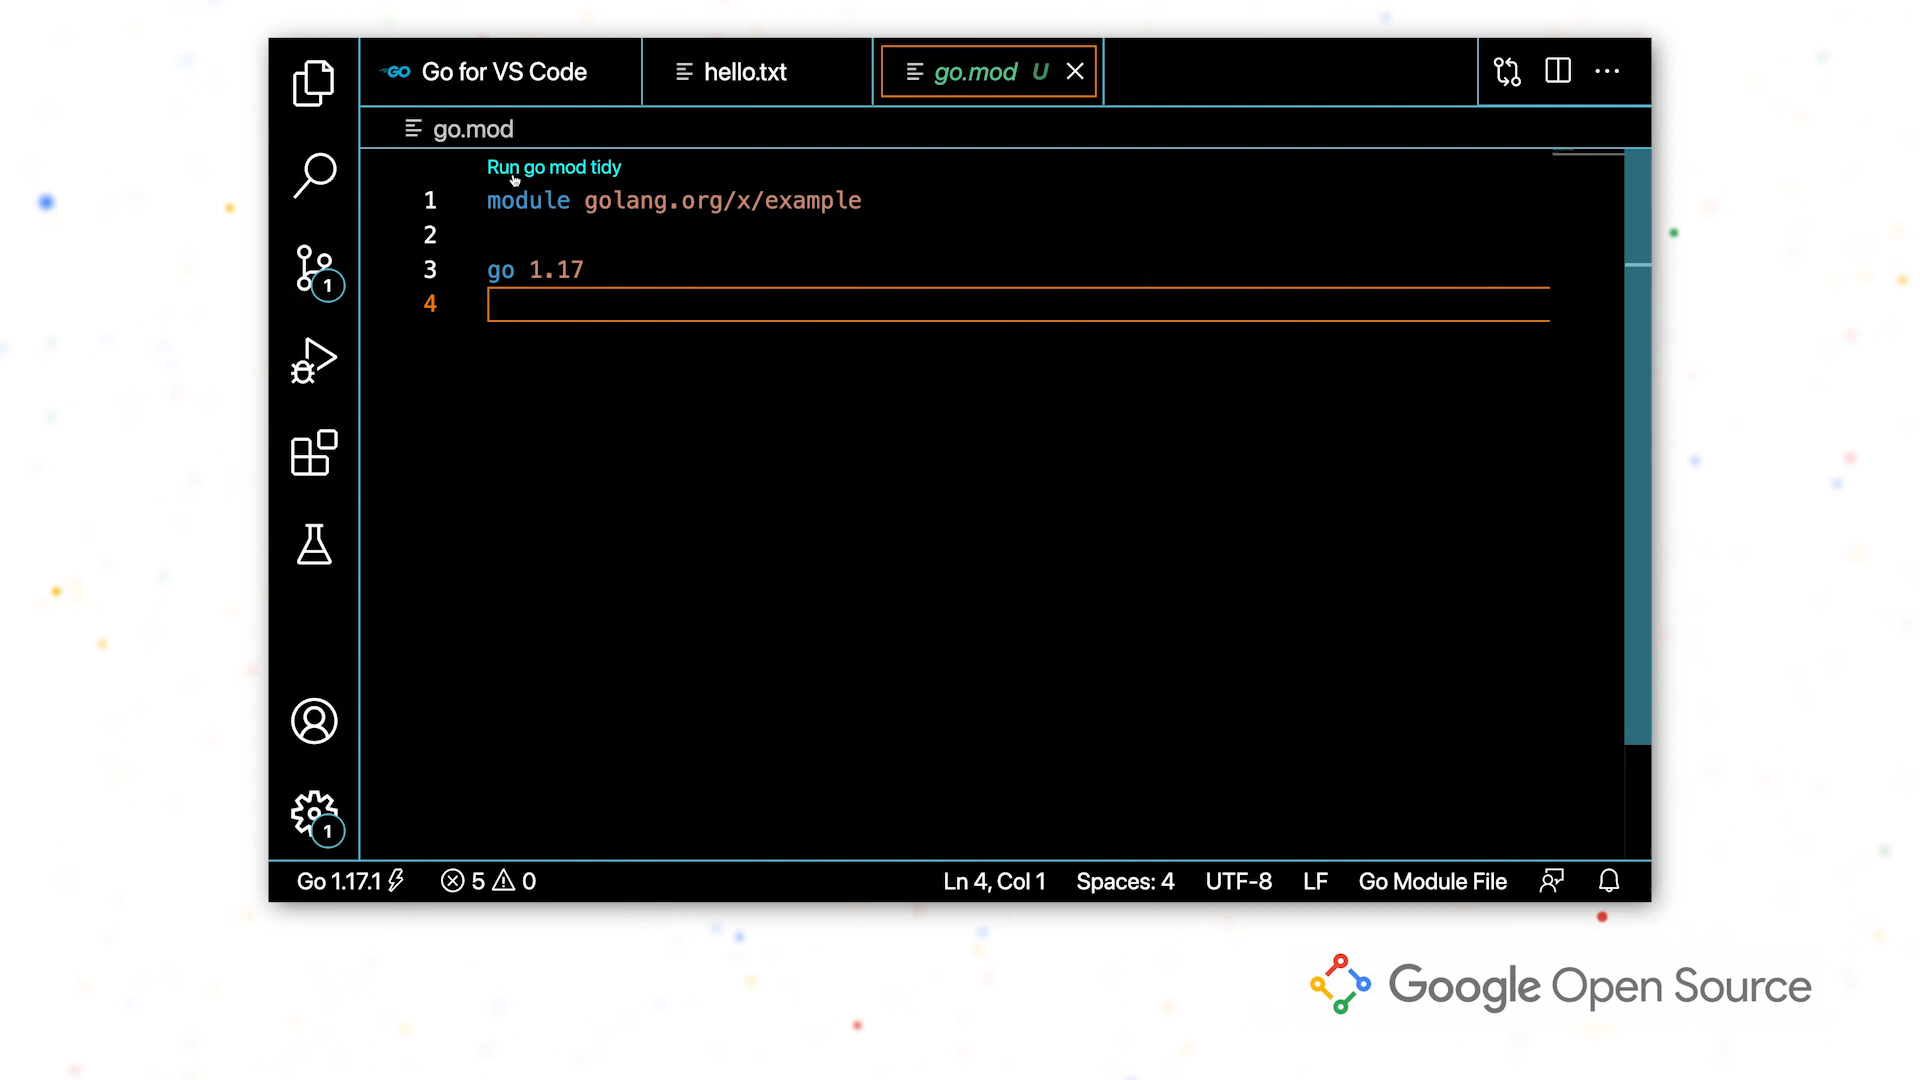 GO Go for VS Code
hello.txt
go.mod U
go.mod
Run go mod tidy
1 module golang.org/x/example
2
3 go 1.17
4
1
1
Go 1.17.1
5 0
Ln 4, Col 1
Spaces: 4
UTF-8
LF
Go Module File
Google Open Source